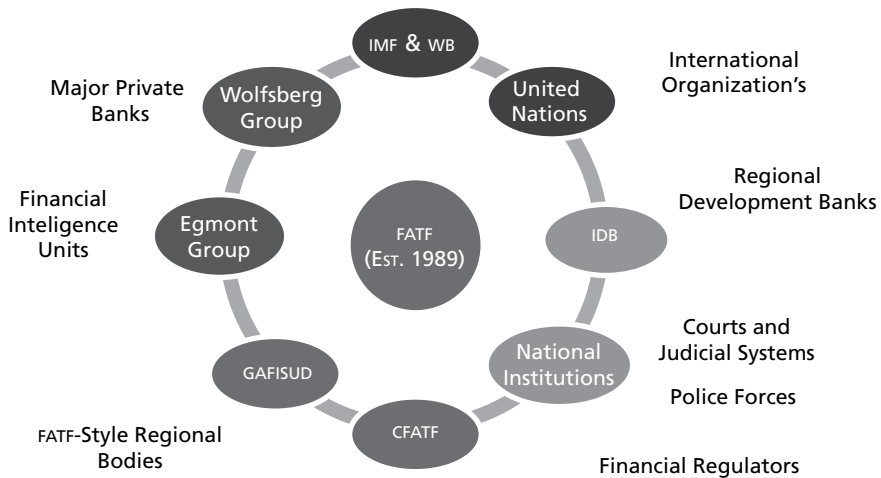 IMF & WB
United
Nations
International
Organization's
Major Private
Banks
Wolfsberg
Group
Financial
Inteligence
Units
Egmont
Group
FATF
(EST. 1989)
IDB
Regional
Development Banks
National
Institutions
Courts and
Judicial Systems
Police Forces
Financial Regulators
GAFISUD
CFATF
FATF-Style Regional
Bodies